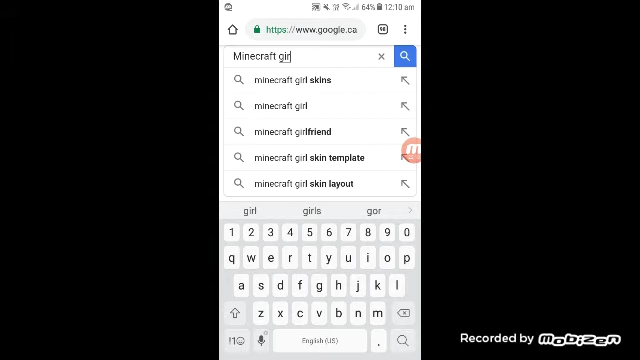 64% 12:10 am
https://www.google.ca
98
Minecraft gir
minecraft girl skins
minecraft girl
minecraft girlfriend
minecraft girl skin template
minecraft girl skin layout
girl girls gor
1 2 3 4 5 6 7 8 9 0
q w e r t y u i o p
a s d f g h j k l
z x c v b n m
!1☺ English (US) .
Recorded by MOBIZEN